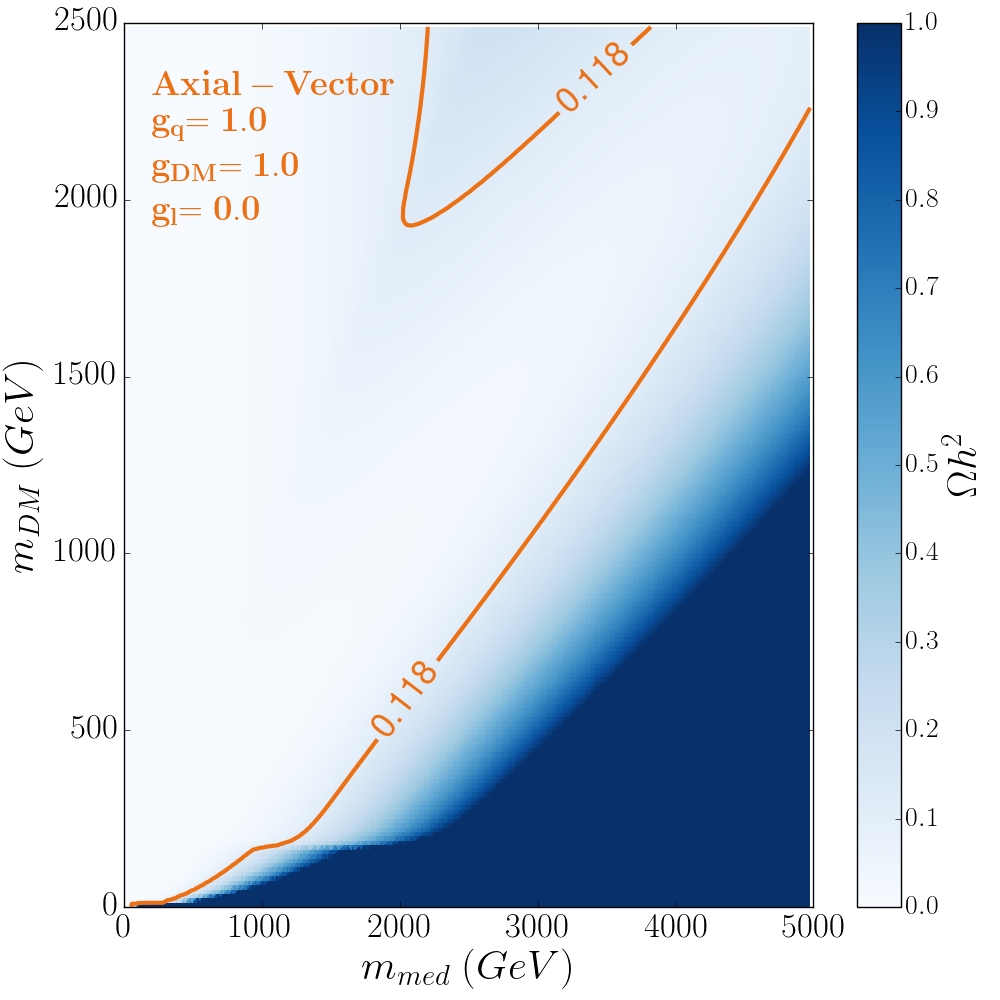 Axial – Vector
g_q= 1.0
g_DM= 1.0
g_l= 0.0
0.118
0.118
2500
2000
1500
1000
500
0
m_DM (GeV)
0 1000 2000 3000 4000 5000
m_med (GeV)
1.0
0.9
0.8
0.7
0.6
0.5
0.4
0.3
0.2
0.1
0.0
Ωh²